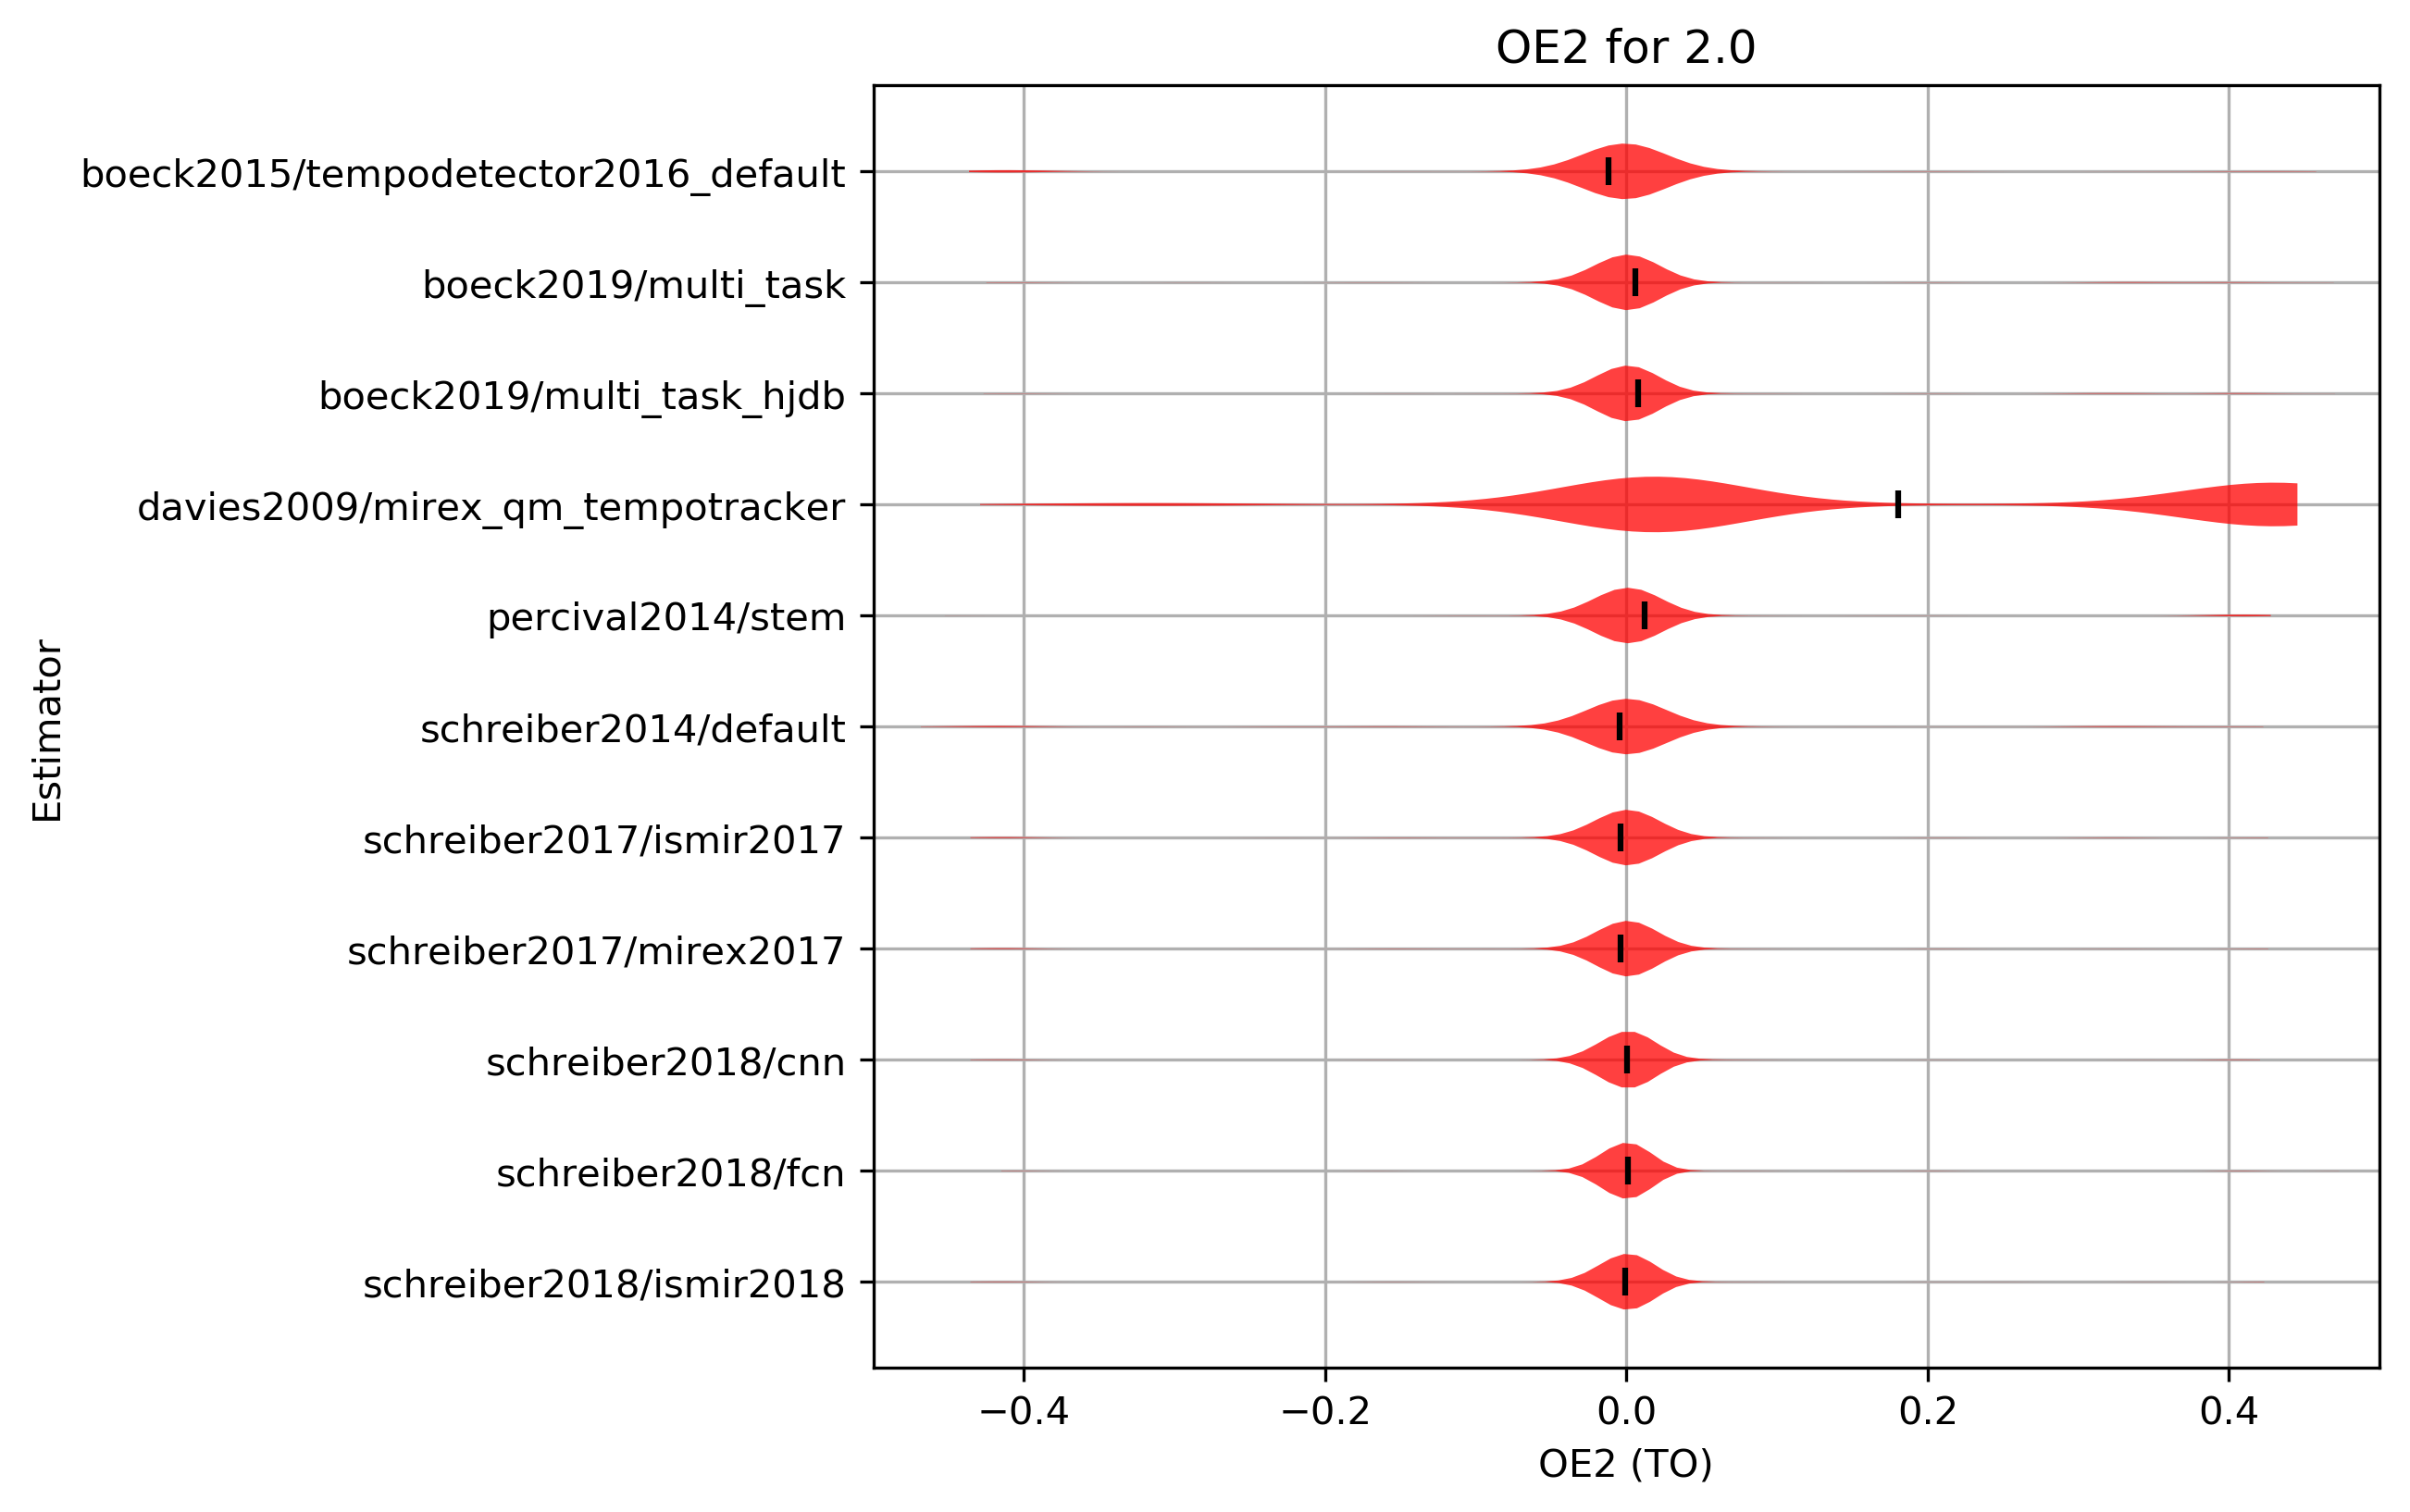 OE2 for 2.0
boeck2015/tempodetector2016_default
boeck2019/multi_task
boeck2019/multi_task_hjdb
davies2009/mirex_qm_tempotracker
percival2014/stem
schreiber2014/default
schreiber2017/ismir2017
schreiber2017/mirex2017
schreiber2018/cnn
schreiber2018/fcn
schreiber2018/ismir2018
Estimator
−0.4 −0.2 0.0 0.2 0.4
OE2 (TO)